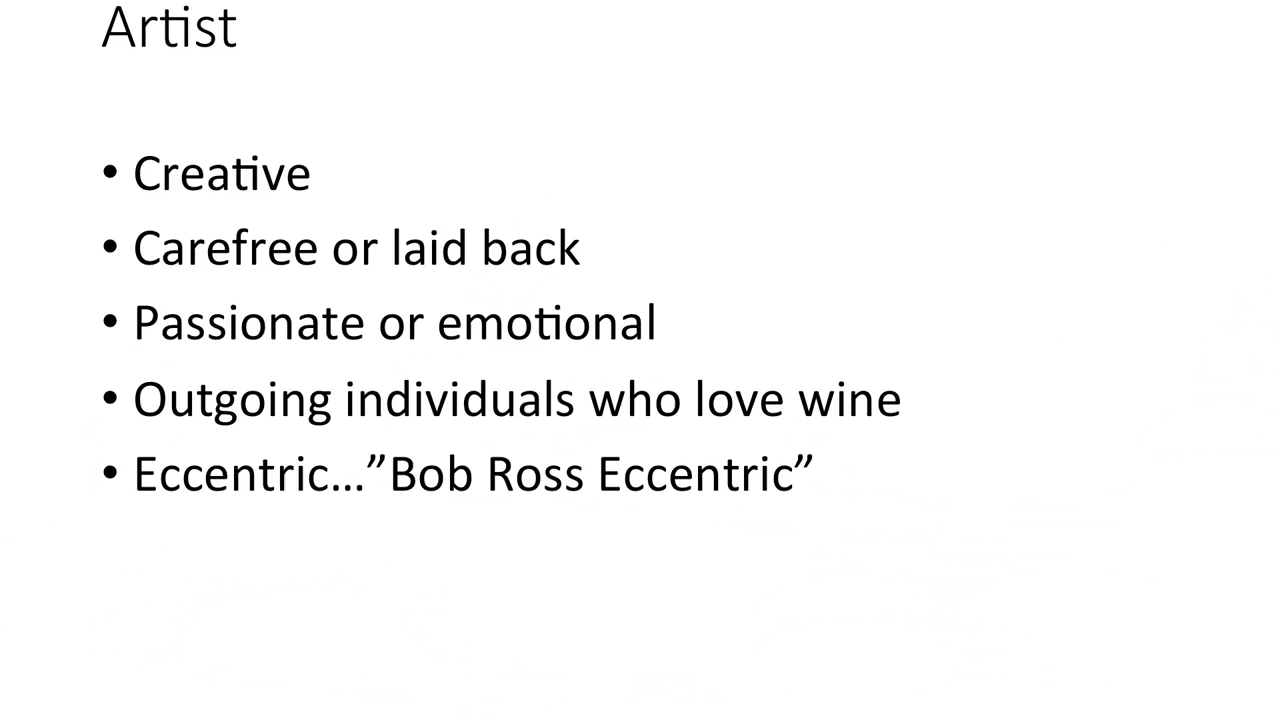 Artist
• Creative
• Carefree or laid back
• Passionate or emotional
• Outgoing individuals who love wine
• Eccentric…”Bob Ross Eccentric”